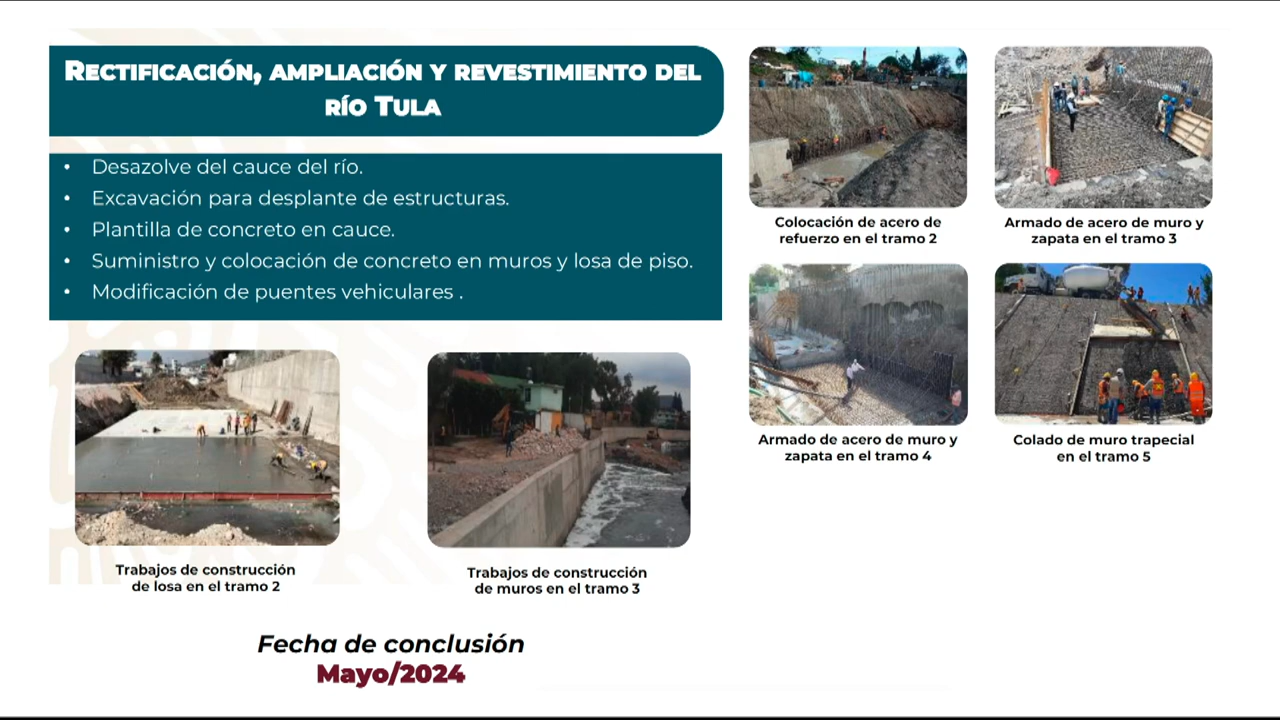 RECTIFICACIÓN, AMPLIACIÓN Y REVESTIMIENTO DEL
RÍO TULA
• Desazolve del cauce del río.
• Excavación para desplante de estructuras.
• Plantilla de concreto en cauce.
• Suministro y colocación de concreto en muros y losa de piso.
• Modificación de puentes vehiculares .
Colocación de acero de
refuerzo en el tramo 2
Armado de acero de muro y
zapata en el tramo 3
Armado de acero de muro y
zapata en el tramo 4
Colado de muro trapecial
en el tramo 5
Trabajos de construcción
de losa en el tramo 2
Trabajos de construcción
de muros en el tramo 3
Fecha de conclusión
Mayo/2024